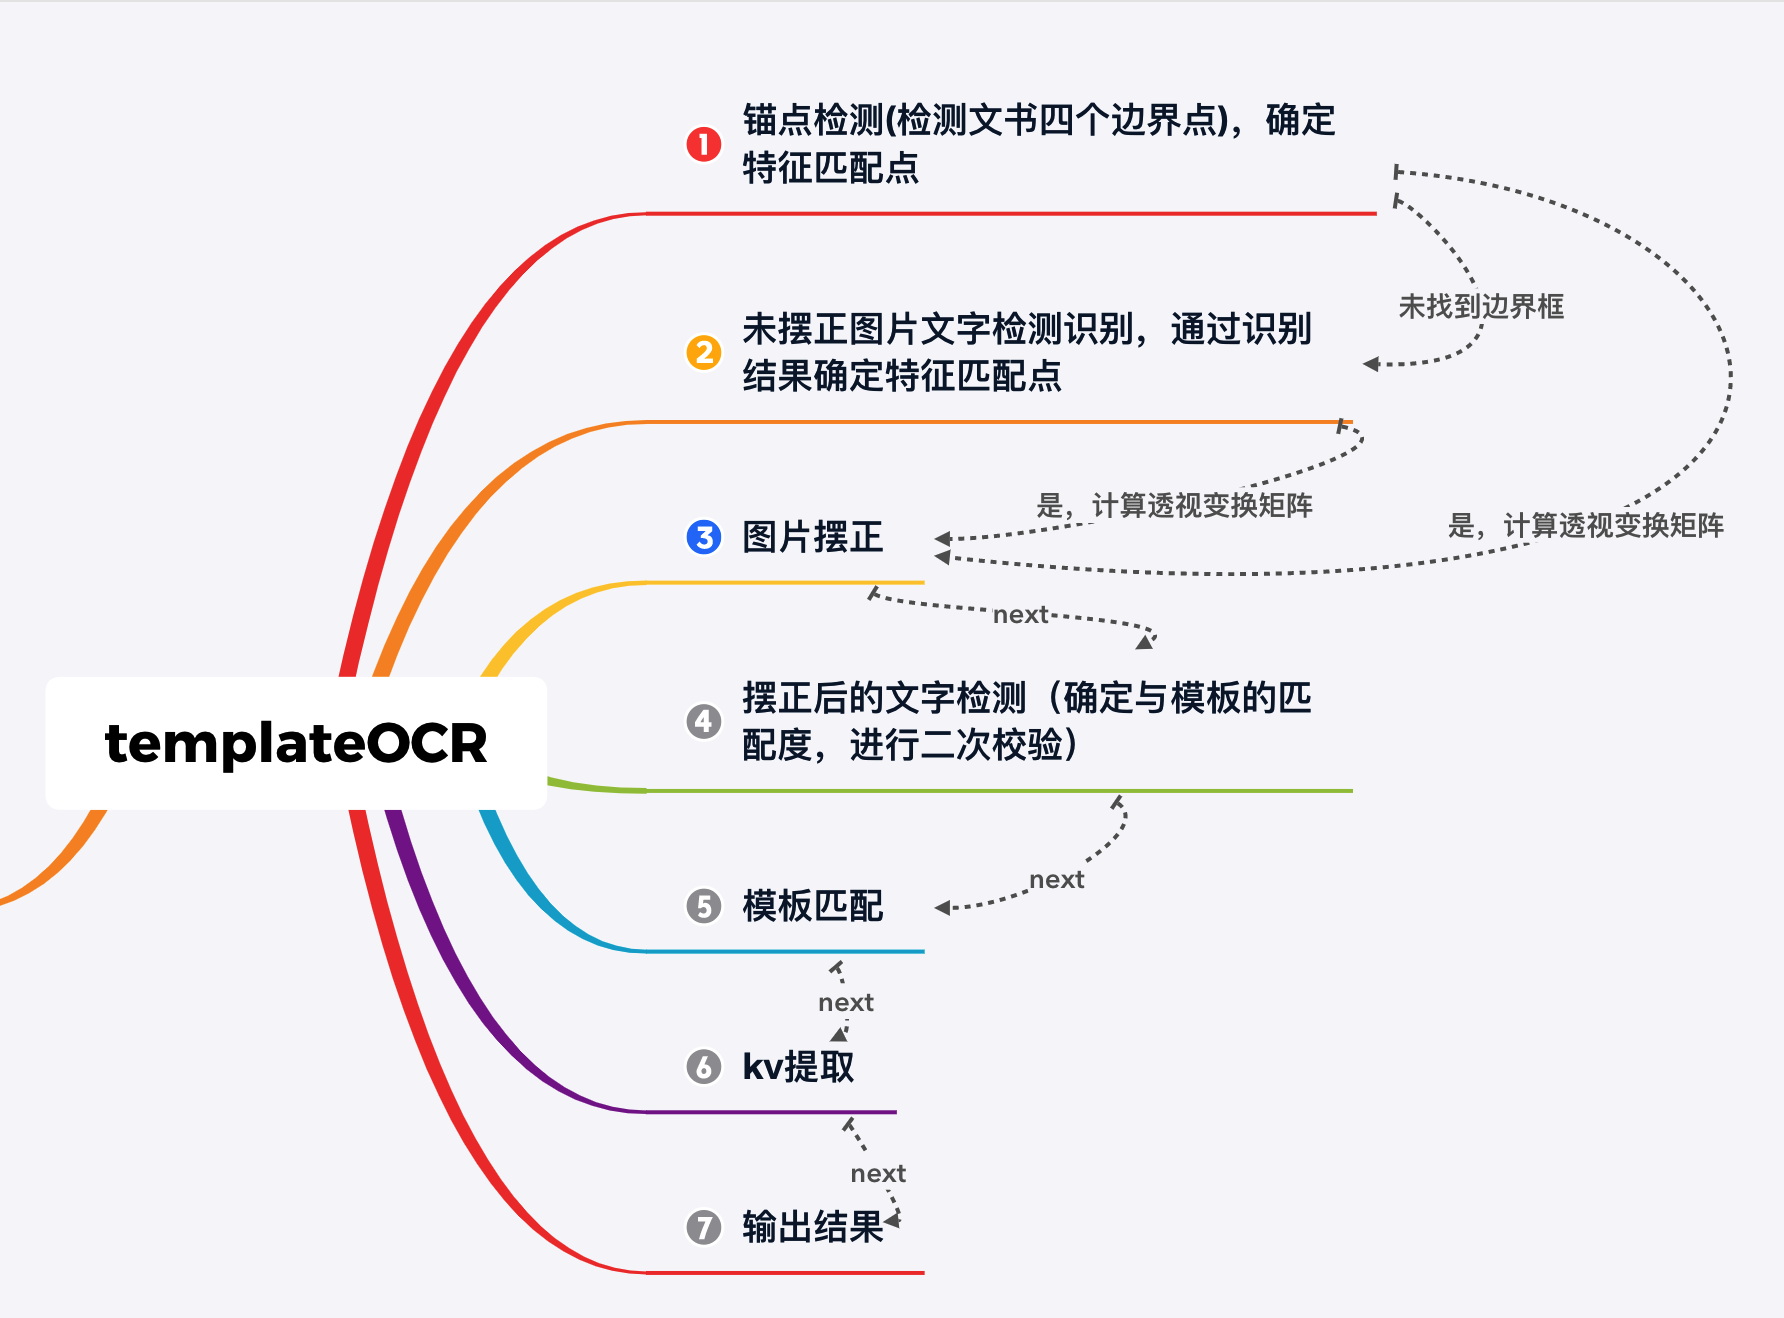 1
锚点检测(检测文书四个边界点)，确定
特征匹配点
未找到边界框
2
未摆正图片文字检测识别，通过识别
结果确定特征匹配点
是，计算透视变换矩阵
是，计算透视变换矩阵
3
图片摆正
next
templateOCR
4
摆正后的文字检测（确定与模板的匹
配度，进行二次校验）
next
5
模板匹配
next
6
kv提取
next
7
输出结果